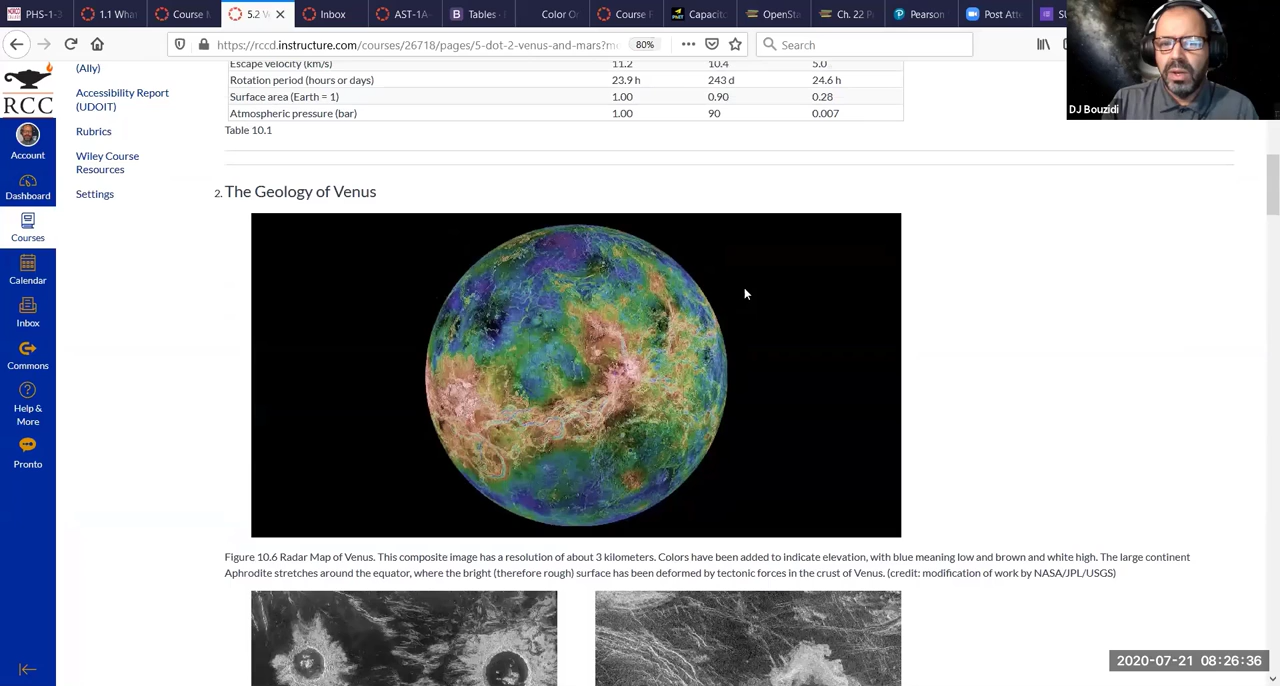 PHS-1-3
1.1 What
Course M
5.2 V
Inbox
AST-1A
Tables -
Color Or
Course R
Capacito
OpenSta
Ch. 22 P
Pearson
Post Atte
https://rccd.instructure.com/courses/26718/pages/5-dot-2-venus-and-mars?m
80%
Search
DJ Bouzidi
RCC
Account
Dashboard
Courses
Calendar
Inbox
Commons
Help &
More
Pronto
(Ally)
Accessibility Report
(UDOIT)
Rubrics
Wiley Course
Resources
Settings
Escape velocity (km/s) 11.2 10.4 5.0
Rotation period (hours or days) 23.9 h 243 d 24.6 h
Surface area (Earth = 1) 1.00 0.90 0.28
Atmospheric pressure (bar) 1.00 90 0.007
Table 10.1
2. The Geology of Venus
Figure 10.6 Radar Map of Venus. This composite image has a resolution of about 3 kilometers. Colors have been added to indicate elevation, with blue meaning low and brown and white high. The large continent
Aphrodite stretches around the equator, where the bright (therefore rough) surface has been deformed by tectonic forces in the crust of Venus. (credit: modification of work by NASA/JPL/USGS)
2020-07-21 08:26:36